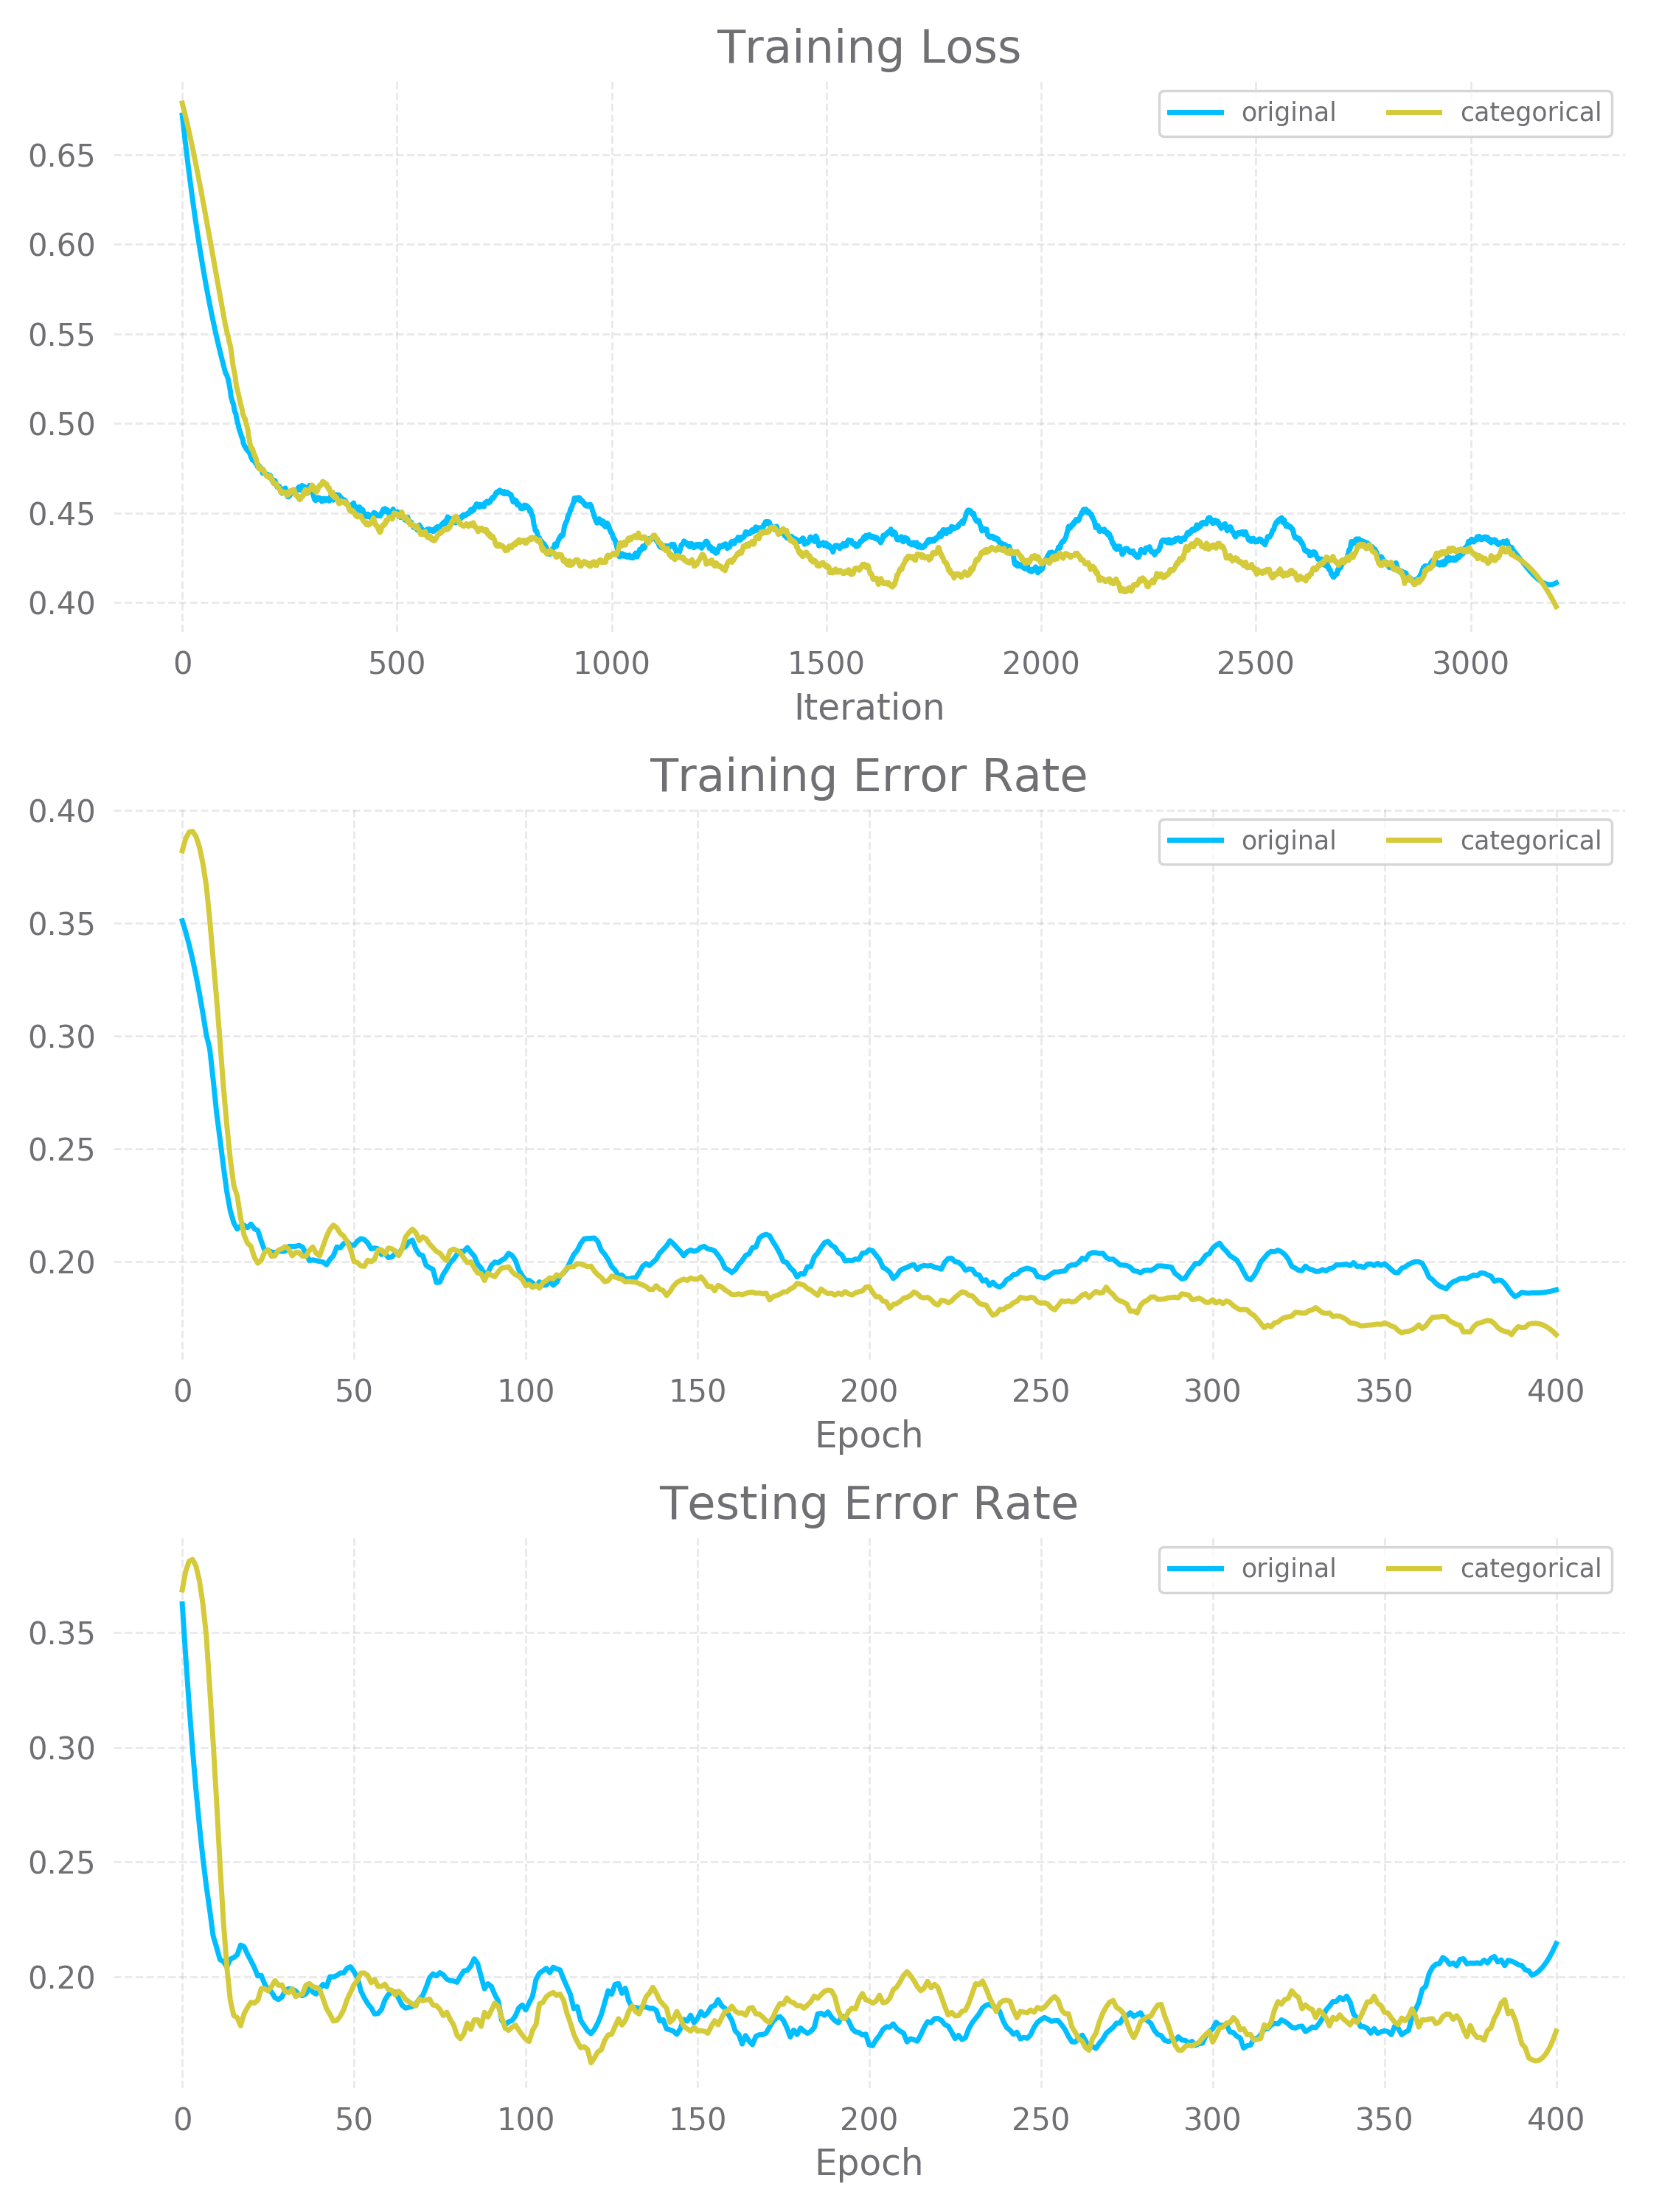 Training Loss
original categorical
0.65
0.60
0.55
0.50
0.45
0.40
0 500 1000 1500 2000 2500 3000
Iteration
Training Error Rate
0.40
original categorical
0.35
0.30
0.25
0.20
0 50 100 150 200 250 300 350 400
Epoch
Testing Error Rate
original categorical
0.35
0.30
0.25
0.20
0 50 100 150 200 250 300 350 400
Epoch